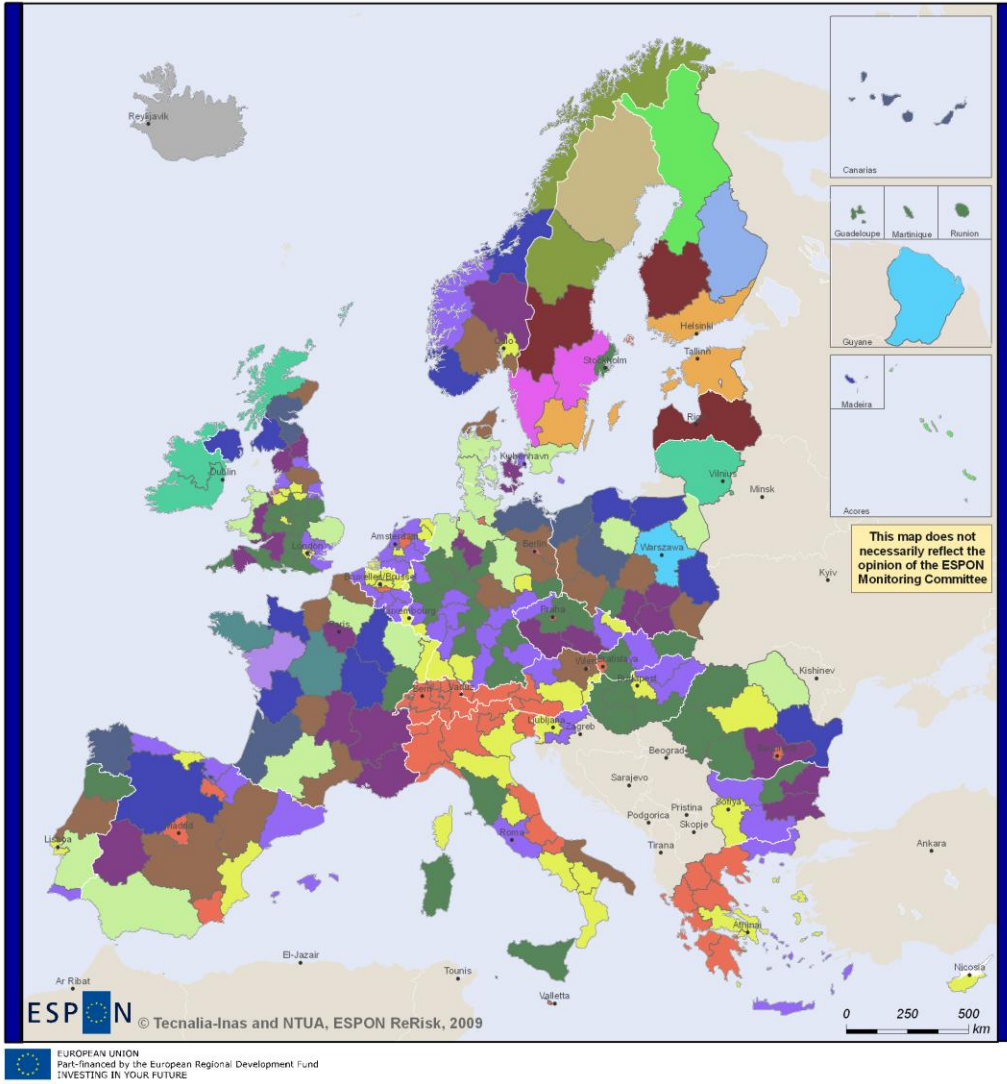 Reykjavik
Canarias
Guadeloupe
Martinique
Runion
Guyane
Madeira
Acores
This map does not
necessarily reflect the
opinion of the ESPON
Monitoring Committee
Oslo
Helsinki
Tallinn
Stockholm
Vilnius
Minsk
Dublin
London
Amsterdam
Berlin
Warszawa
Kyiv
Praha
Paris
Bern
Vaduz
Bratislava
Budapest
Kishinev
Ljubljana
Zagreb
Beograd
Sarajevo
Pristina
Podgorica
Skopje
Sofiya
Tirana
Ankara
Lisboa
Madrid
Roma
Athinai
Nicosia
El-Jazair
Tounis
Ar Ribat
Valletta
ESPON
© Tecnalia-Inas and NTUA, ESPON ReRisk, 2009
0 250 500
km
EUROPEAN UNION
Part-financed by the European Regional Development Fund
INVESTING IN YOUR FUTURE